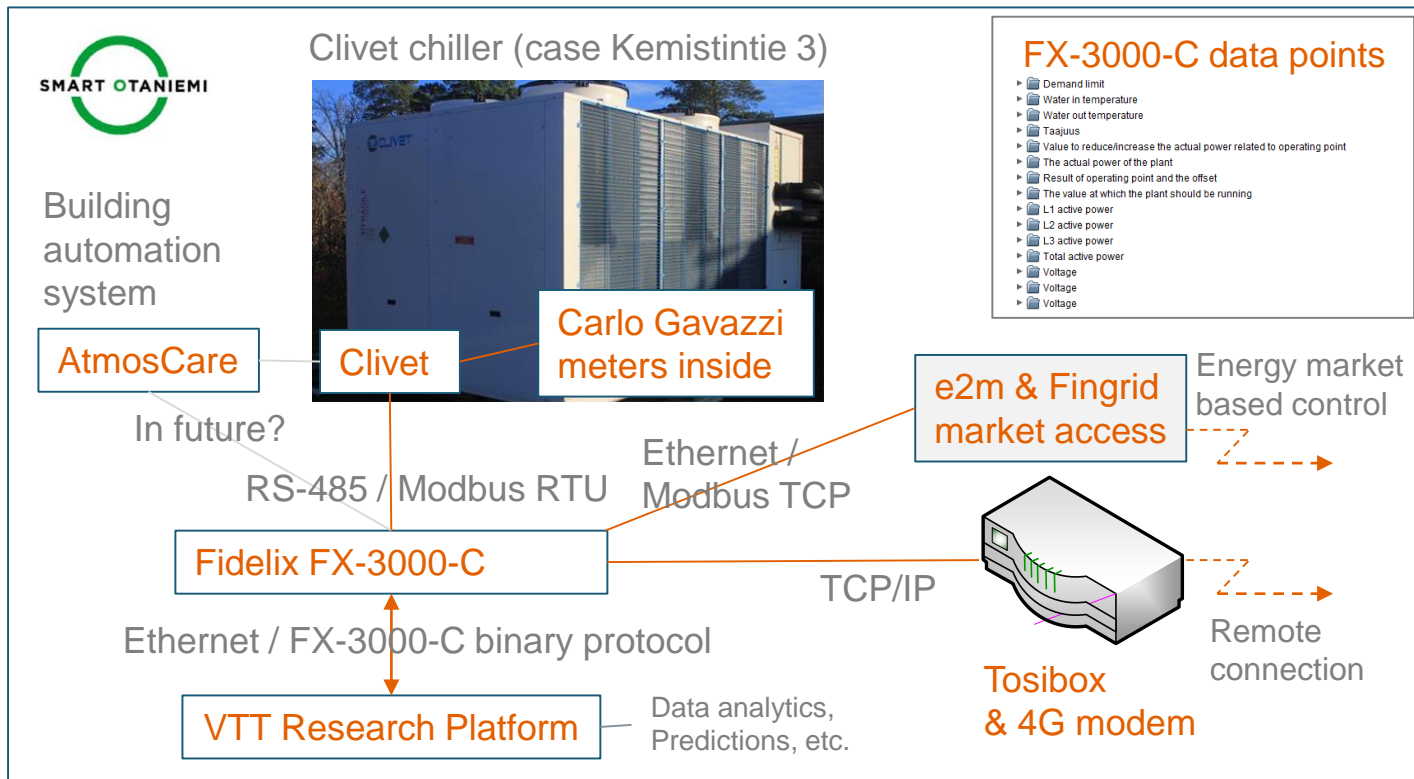 SMART OTANIEMI
Clivet chiller (case Kemistintie 3)
CLIVET
FX-3000-C data points
Demand limit
Water in temperature
Water out temperature
Taajuus
Value to reduce/increase the actual power related to operating point
The actual power of the plant
Result of operating point and the offset
The value at which the plant should be running
L1 active power
L2 active power
L3 active power
Total active power
Voltage
Voltage
Voltage
Building
automation
system
AtmosCare
Clivet
Carlo Gavazzi
meters inside
e2m & Fingrid
market access
Energy market
based control
In future?
RS-485 / Modbus RTU
Ethernet /
Modbus TCP
Fidelix FX-3000-C
TCP/IP
Ethernet / FX-3000-C binary protocol
Remote
connection
Tosibox
& 4G modem
VTT Research Platform
Data analytics,
Predictions, etc.